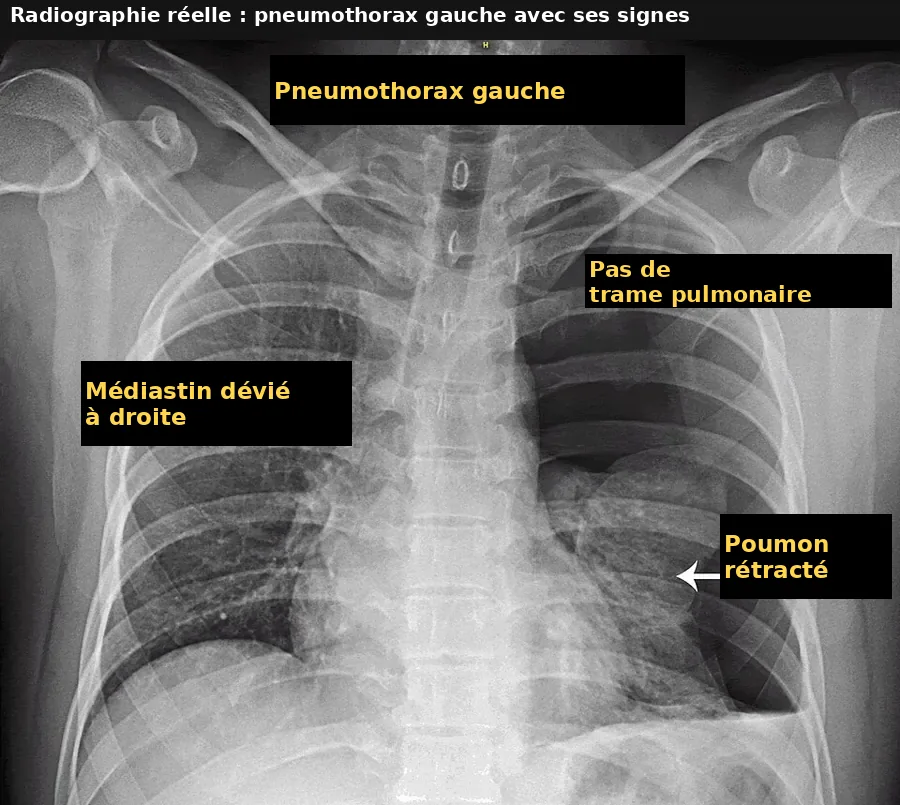 Radiographie réelle : pneumothorax gauche avec ses signes
H
Pneumothorax gauche
Pas de
trame pulmonaire
Médiastin dévié
à droite
Poumon
rétracté